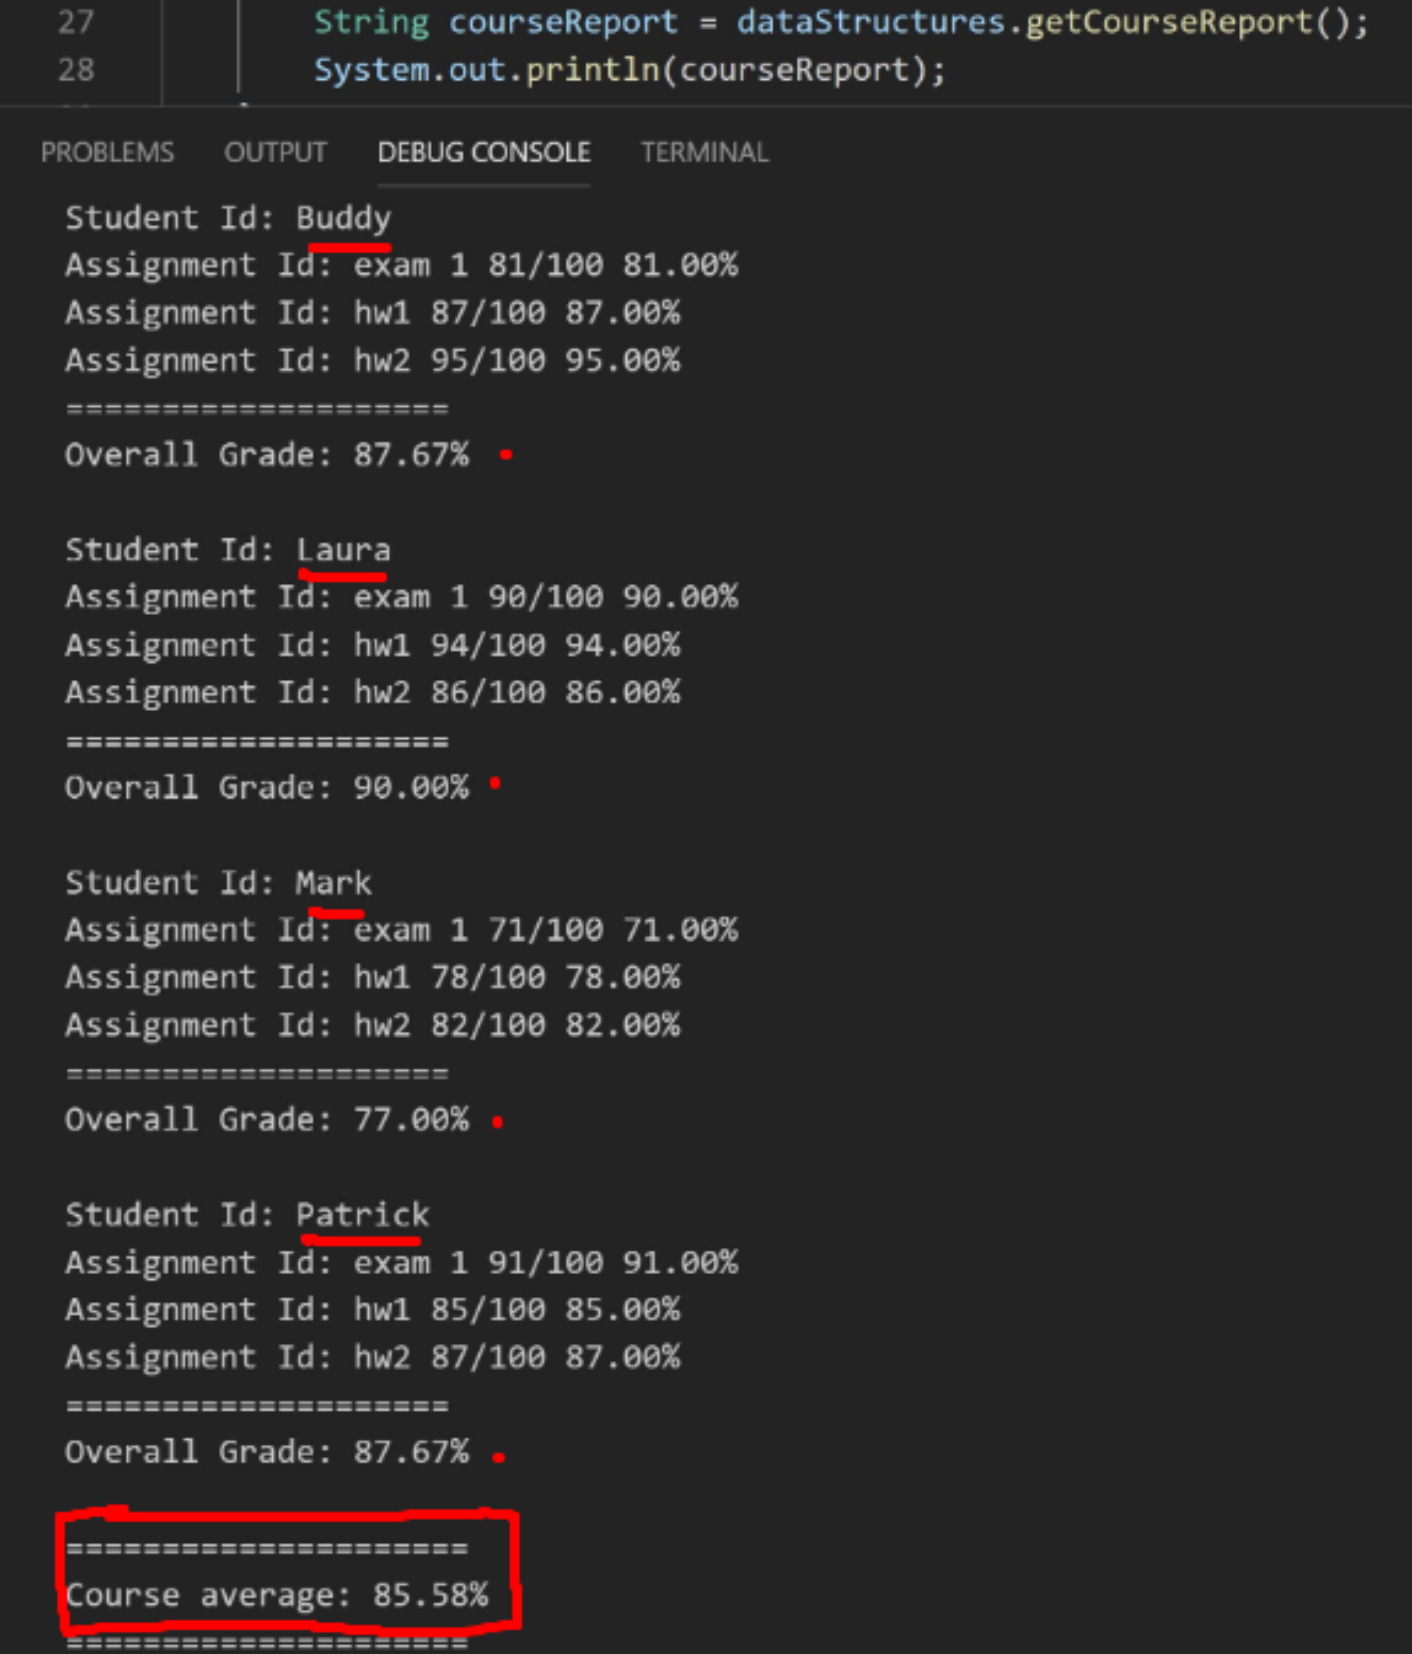 27 String courseReport = dataStructures.getCourseReport();
28 System.out.println(courseReport);
PROBLEMS OUTPUT DEBUG CONSOLE TERMINAL
Student Id: Buddy
Assignment Id: exam 1 81/100 81.00%
Assignment Id: hw1 87/100 87.00%
Assignment Id: hw2 95/100 95.00%
====================
Overall Grade: 87.67%
Student Id: Laura
Assignment Id: exam 1 90/100 90.00%
Assignment Id: hw1 94/100 94.00%
Assignment Id: hw2 86/100 86.00%
====================
Overall Grade: 90.00%
Student Id: Mark
Assignment Id: exam 1 71/100 71.00%
Assignment Id: hw1 78/100 78.00%
Assignment Id: hw2 82/100 82.00%
====================
Overall Grade: 77.00%
Student Id: Patrick
Assignment Id: exam 1 91/100 91.00%
Assignment Id: hw1 85/100 85.00%
Assignment Id: hw2 87/100 87.00%
====================
Overall Grade: 87.67%
=====================
Course average: 85.58%
=====================